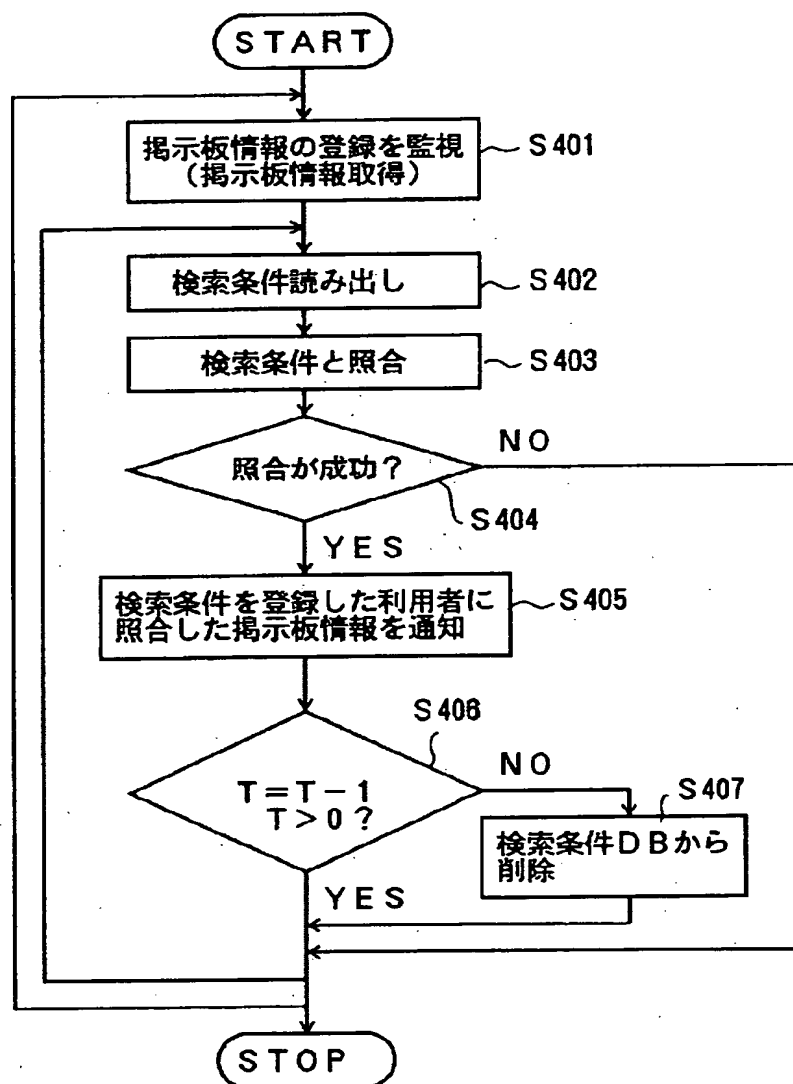 START
掲示板情報の登録を監視
(掲示板情報取得)
S401
検索条件読み出し
S402
検索条件と照合
S403
照合が成功?
NO
S404
YES
検索条件を登録した利用者に
照合した掲示板情報を通知
S405
S406
T=T-1
T>0?
NO
S407
検索条件DBから
削除
YES
STOP